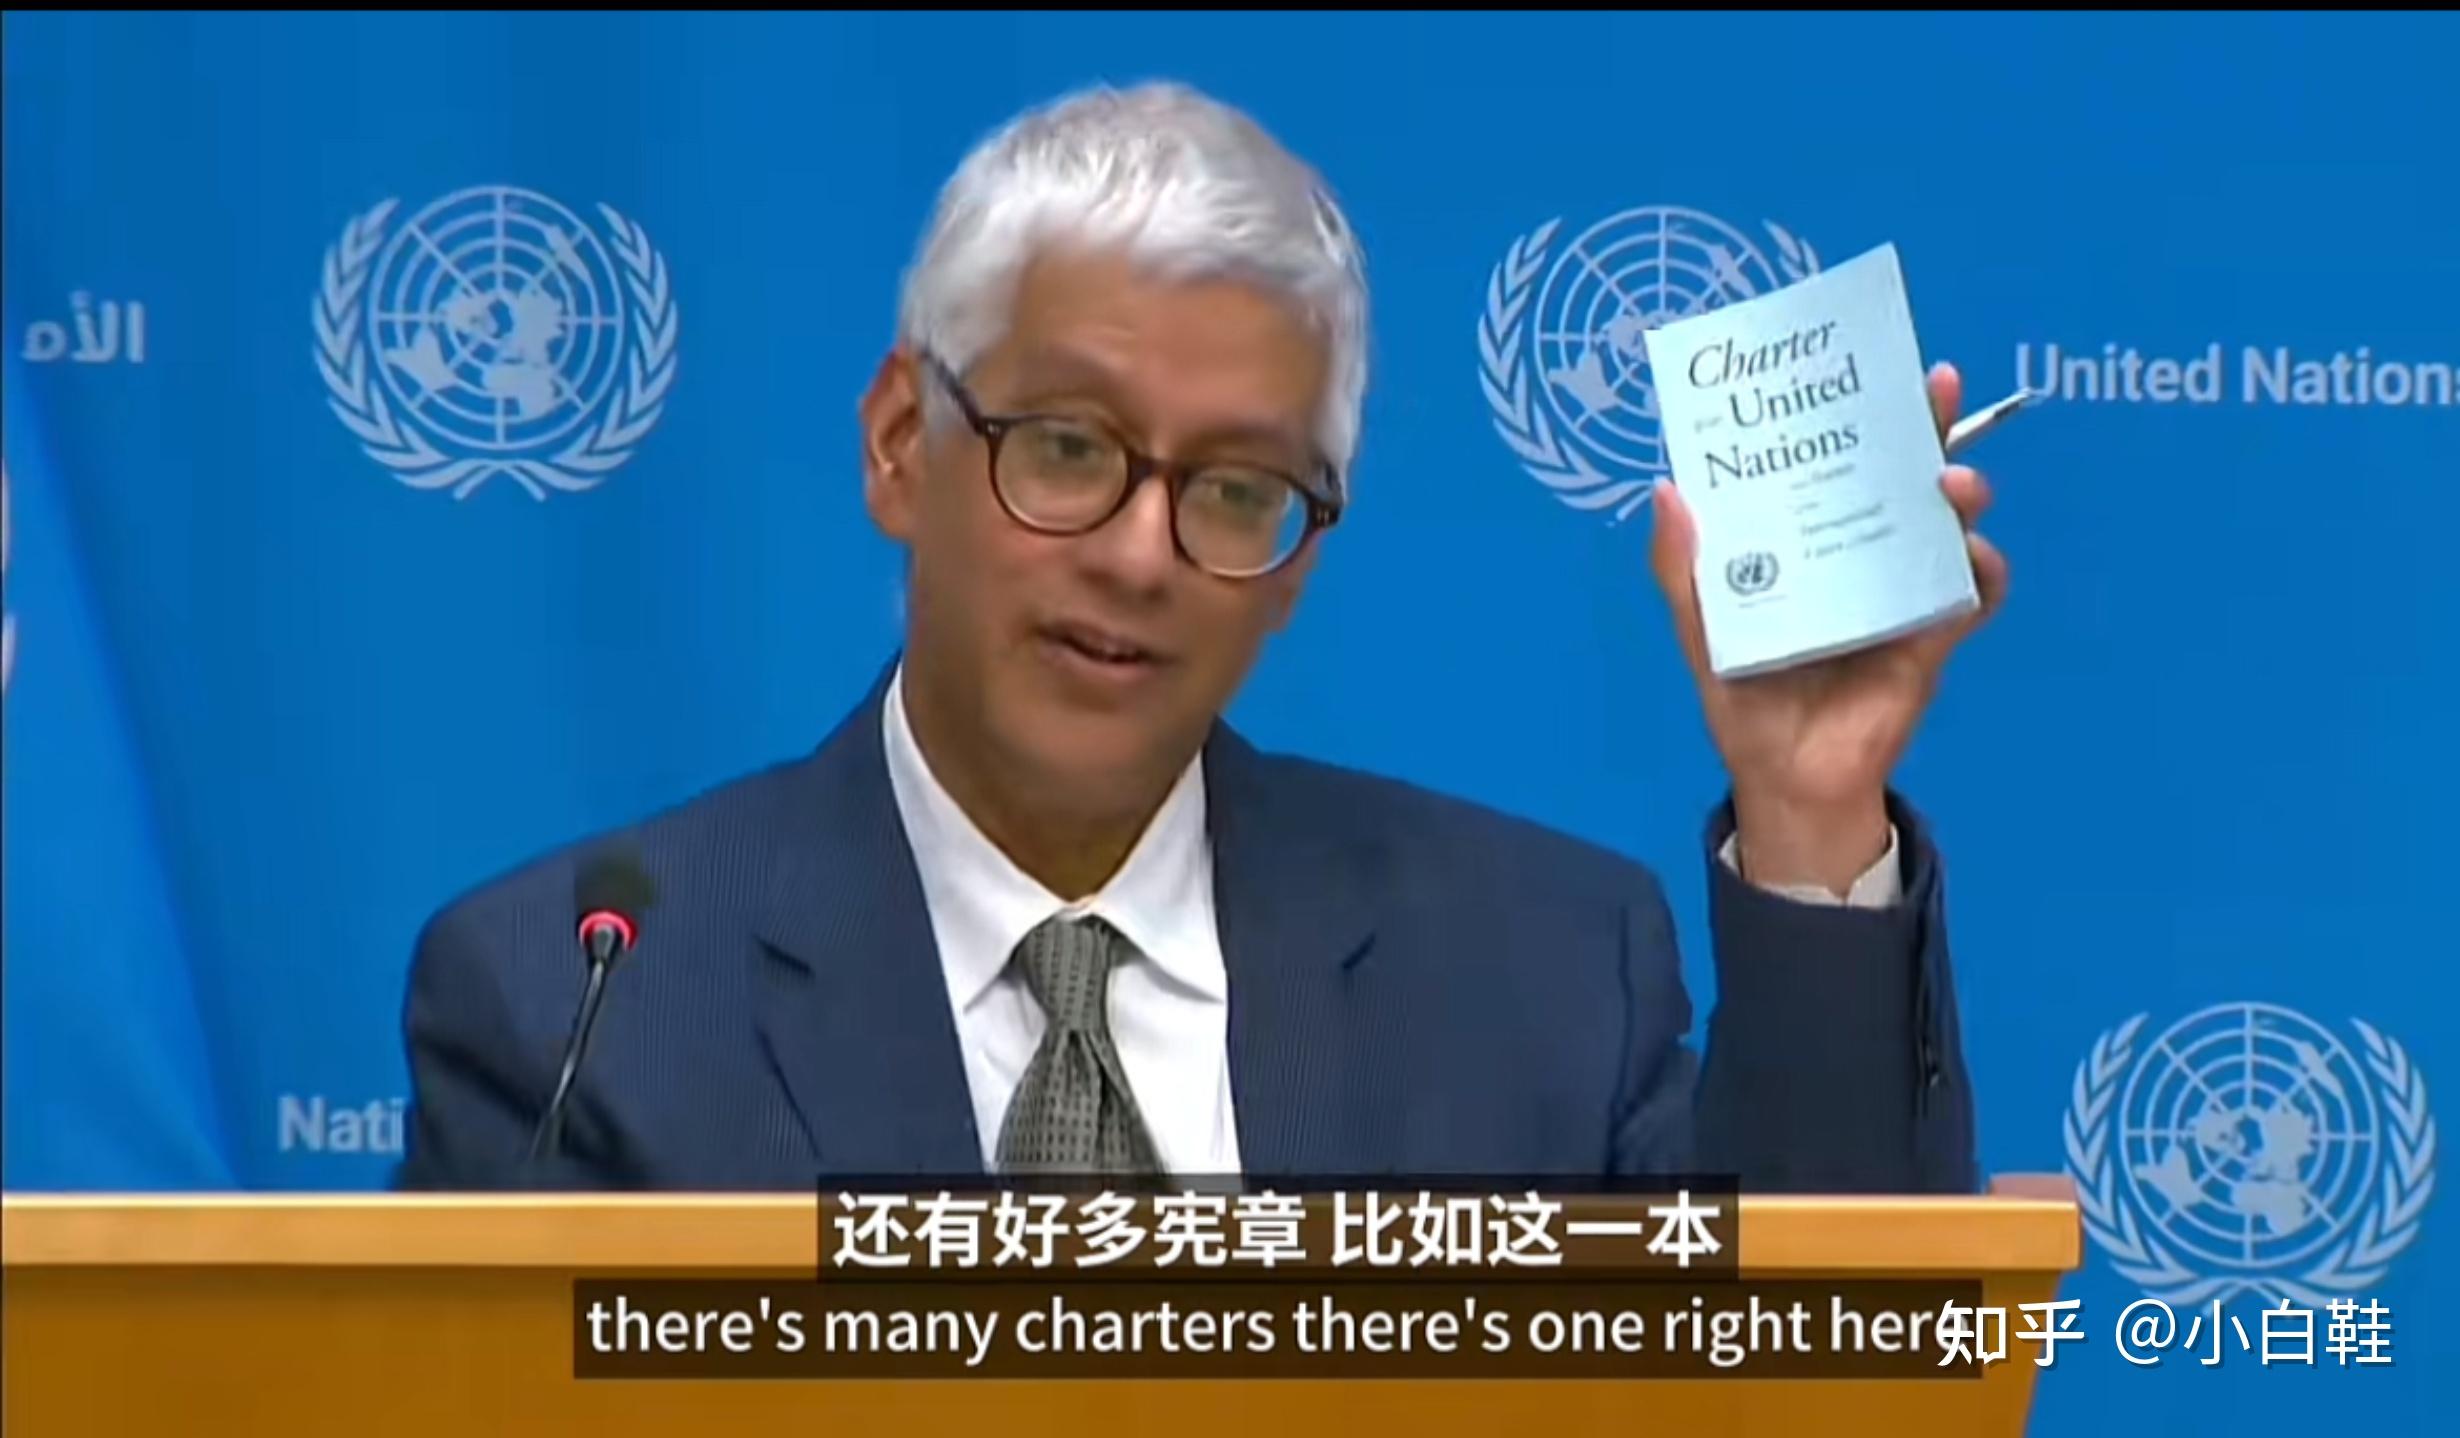 الأم
United Nations
Charter
United
Nations
Nati
还有好多宪章 比如这一本
there's many charters there's one right here
知乎 @小白鞋